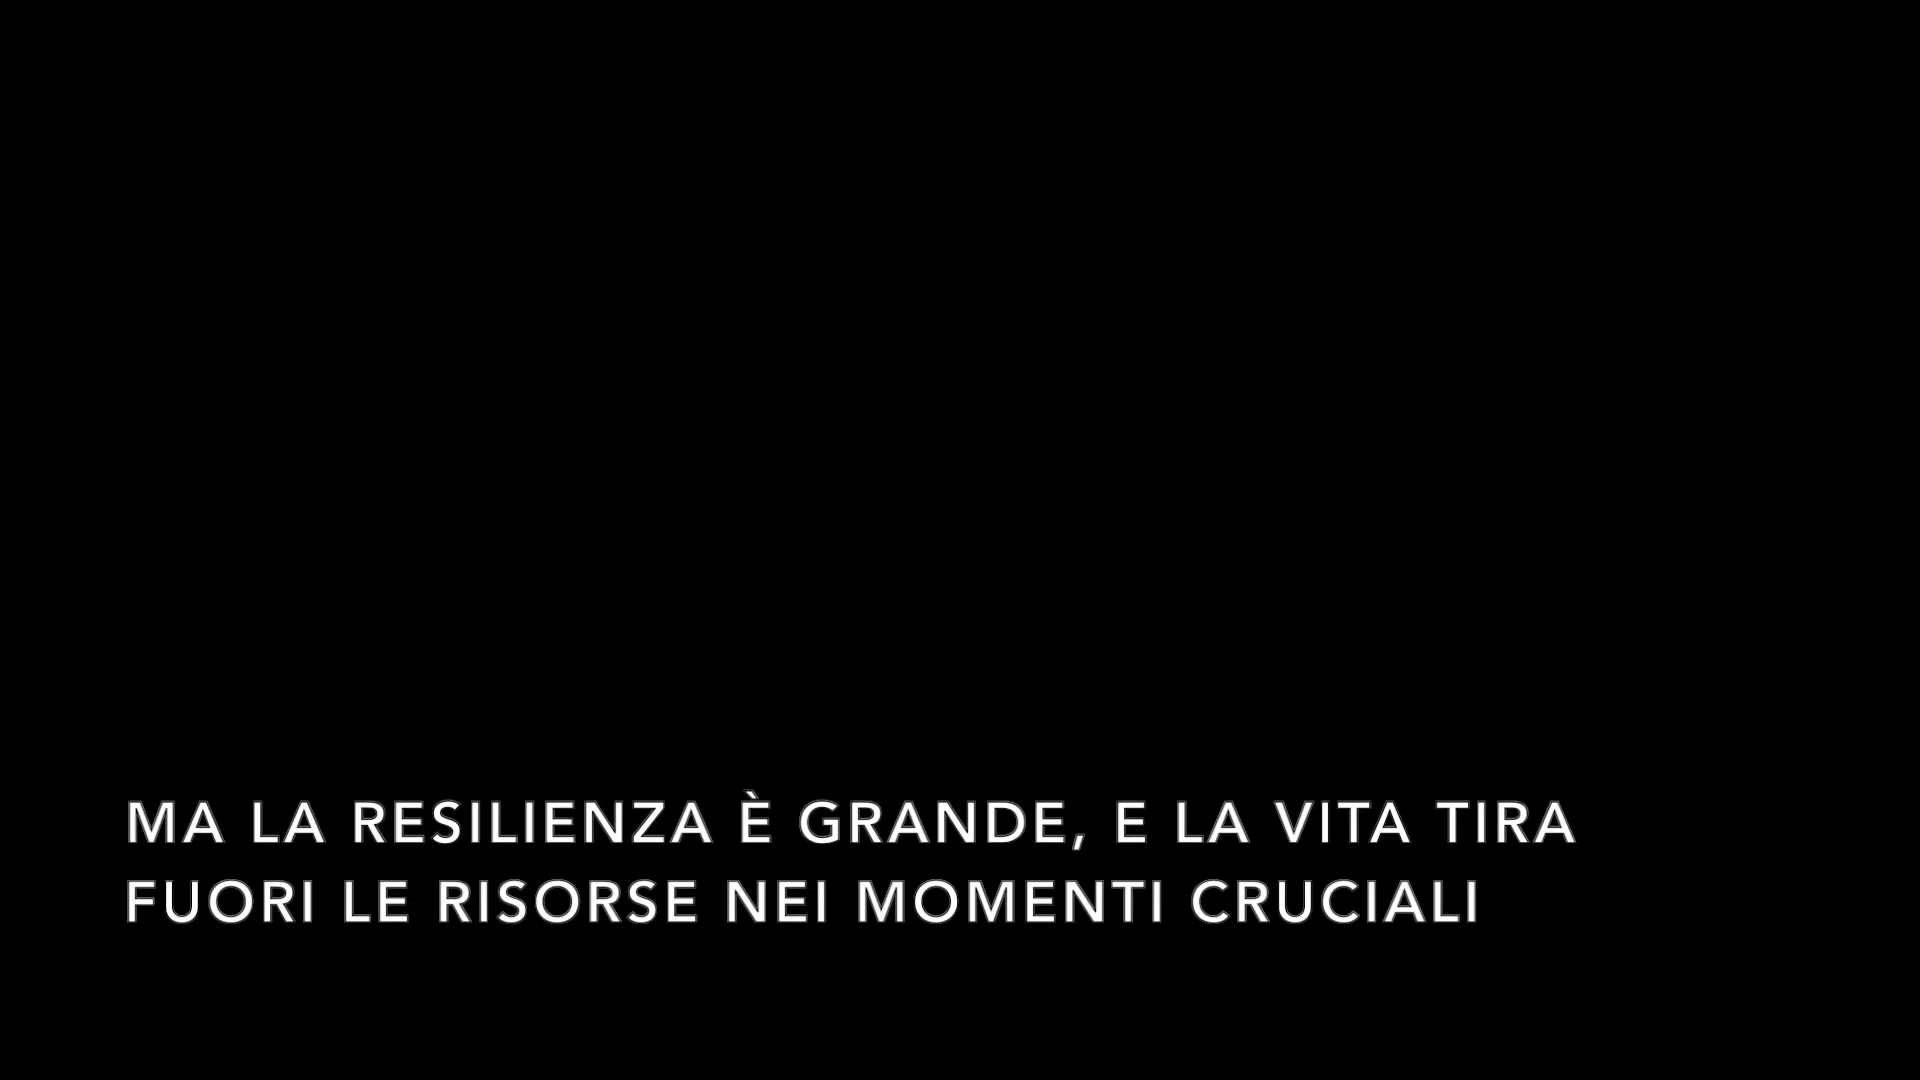 MA LA RESILIENZA È GRANDE, E LA VITA TIRA
FUORI LE RISORSE NEI MOMENTI CRUCIALI